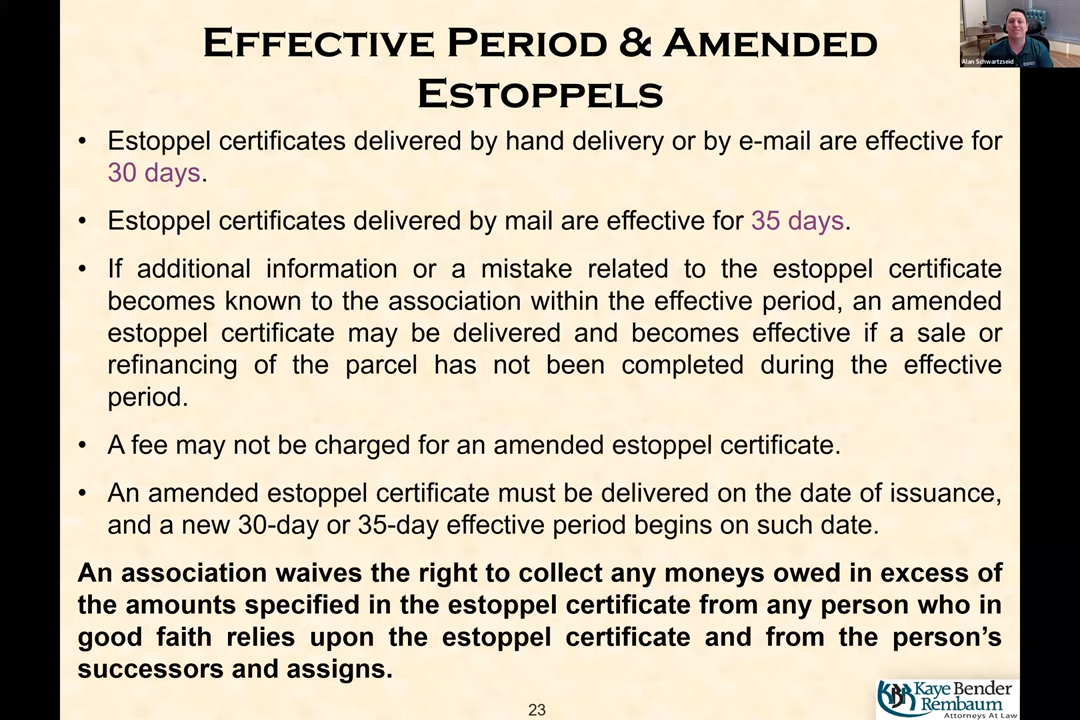 EFFECTIVE PERIOD & AMENDED
ESTOPPELS
Alan Schwartzseid
• Estoppel certificates delivered by hand delivery or by e-mail are effective for
30 days.
• Estoppel certificates delivered by mail are effective for 35 days.
• If additional information or a mistake related to the estoppel certificate
becomes known to the association within the effective period, an amended
estoppel certificate may be delivered and becomes effective if a sale or
refinancing of the parcel has not been completed during the effective
period.
• A fee may not be charged for an amended estoppel certificate.
• An amended estoppel certificate must be delivered on the date of issuance,
and a new 30-day or 35-day effective period begins on such date.
An association waives the right to collect any moneys owed in excess of
the amounts specified in the estoppel certificate from any person who in
good faith relies upon the estoppel certificate and from the person’s
successors and assigns.
23
KBR Kaye Bender
Rembaum
Attorneys At Law